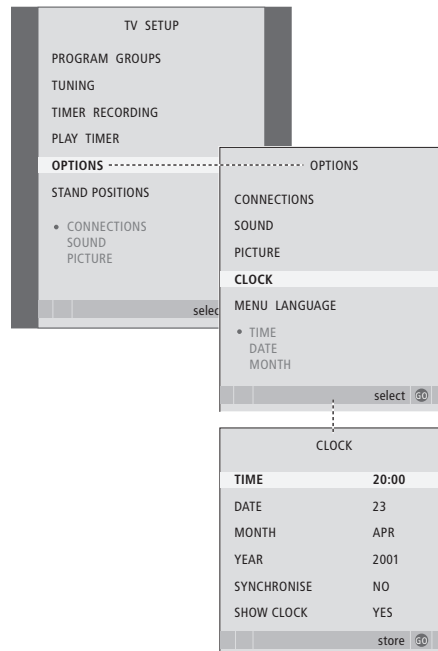 TV SETUP
PROGRAM GROUPS
TUNING
TIMER RECORDING
PLAY TIMER
OPTIONS
STAND POSITIONS
• CONNECTIONS
SOUND
PICTURE
selec
OPTIONS
CONNECTIONS
SOUND
PICTURE
CLOCK
MENU LANGUAGE
• TIME
DATE
MONTH
select GO
CLOCK
TIME 20:00
DATE 23
MONTH APR
YEAR 2001
SYNCHRONISE NO
SHOW CLOCK YES
store GO